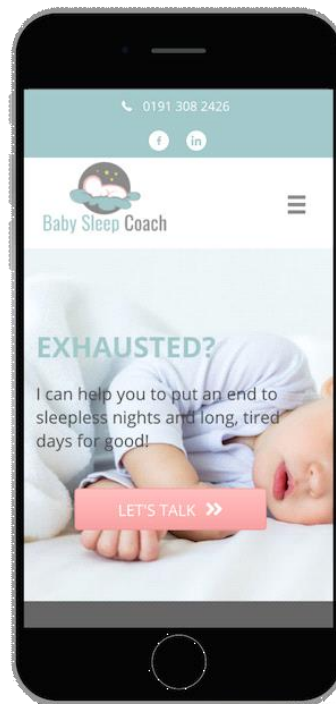 0191 308 2426
f in
Baby Sleep Coach
EXHAUSTED?
I can help you to put an end to
sleepless nights and long, tired
days for good!
LET'S TALK